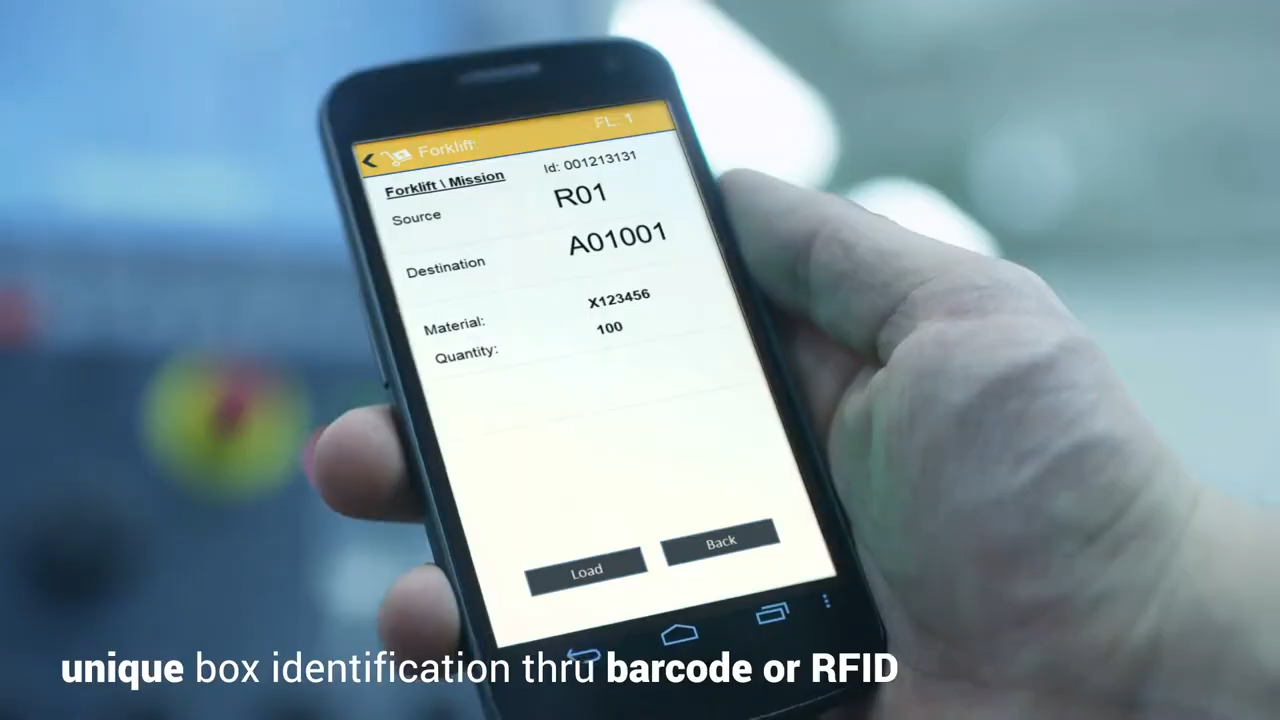 Forklift:
FL: 1
Forklift \ Mission
Id: 001213131
Source
R01
Destination
A01001
Material:
X123456
Quantity:
100
Load
Back
unique box identification thru barcode or RFID